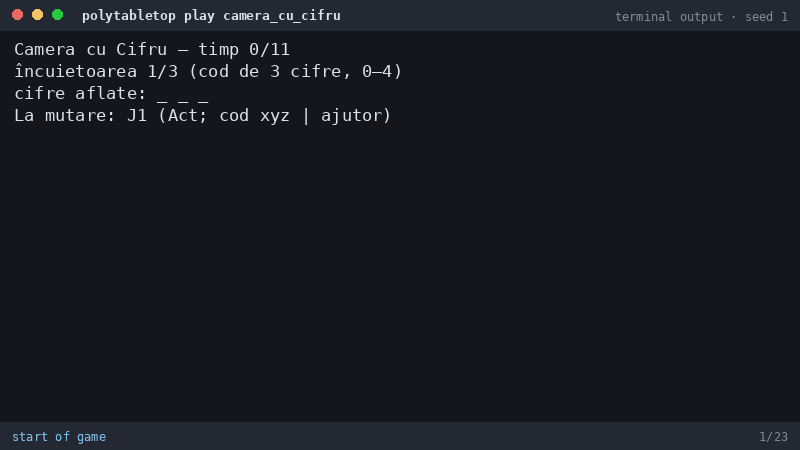 polytabletop play camera_cu_cifru
terminal output · seed 1
Camera cu Cifru — timp 0/11
încuietoarea 1/3 (cod de 3 cifre, 0–4)
cifre aflate: _ _ _
La mutare: J1 (Act; cod xyz | ajutor)
start of game
1/23